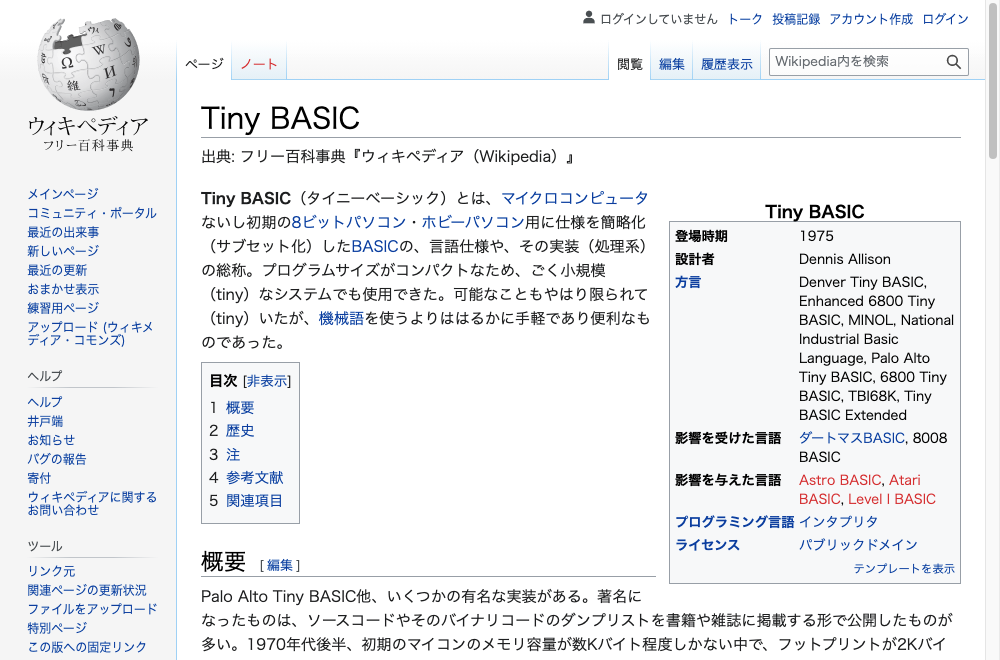 ログインしていません トーク 投稿記録 アカウント作成 ログイン
ページ ノート 閲覧 編集 履歴表示 Wikipedia内を検索
ウィキペディア
フリー百科事典
メインページ
コミュニティ・ポータル
最近の出来事
新しいページ
最近の更新
おまかせ表示
練習用ページ
アップロード (ウィキメ
ディア・コモンズ)
ヘルプ
ヘルプ
井戸端
お知らせ
バグの報告
寄付
ウィキペディアに関する
お問い合わせ
ツール
リンク元
関連ページの更新状況
ファイルをアップロード
特別ページ
この版への固定リンク
Tiny BASIC
出典: フリー百科事典『ウィキペディア（Wikipedia）』
Tiny BASIC（タイニーベーシック）とは、マイクロコンピュータ
ないし初期の8ビットパソコン・ホビーパソコン用に仕様を簡略化
（サブセット化）したBASICの、言語仕様や、その実装（処理系）
の総称。プログラムサイズがコンパクトなため、ごく小規模
（tiny）なシステムでも使用できた。可能なこともやはり限られて
（tiny）いたが、機械語を使うよりははるかに手軽であり便利なも
のであった。
目次 [非表示]
1 概要
2 歴史
3 注
4 参考文献
5 関連項目
Tiny BASIC
登場時期 1975
設計者 Dennis Allison
方言 Denver Tiny BASIC,
Enhanced 6800 Tiny
BASIC, MINOL, National
Industrial Basic
Language, Palo Alto
Tiny BASIC, 6800 Tiny
BASIC, TBI68K, Tiny
BASIC Extended
影響を受けた言語 ダートマスBASIC, 8008
BASIC
影響を与えた言語 Astro BASIC, Atari
BASIC, Level I BASIC
プログラミング言語 インタプリタ
ライセンス パブリックドメイン
テンプレートを表示
概要 [ 編集 ]
Palo Alto Tiny BASIC他、いくつかの有名な実装がある。著名に
なったものは、ソースコードやそのバイナリコードのダンプリストを書籍や雑誌に掲載する形で公開したものが
多い。1970年代後半、初期のマイコンのメモリ容量が数Kバイト程度しかない中で、フットプリントが2Kバイ